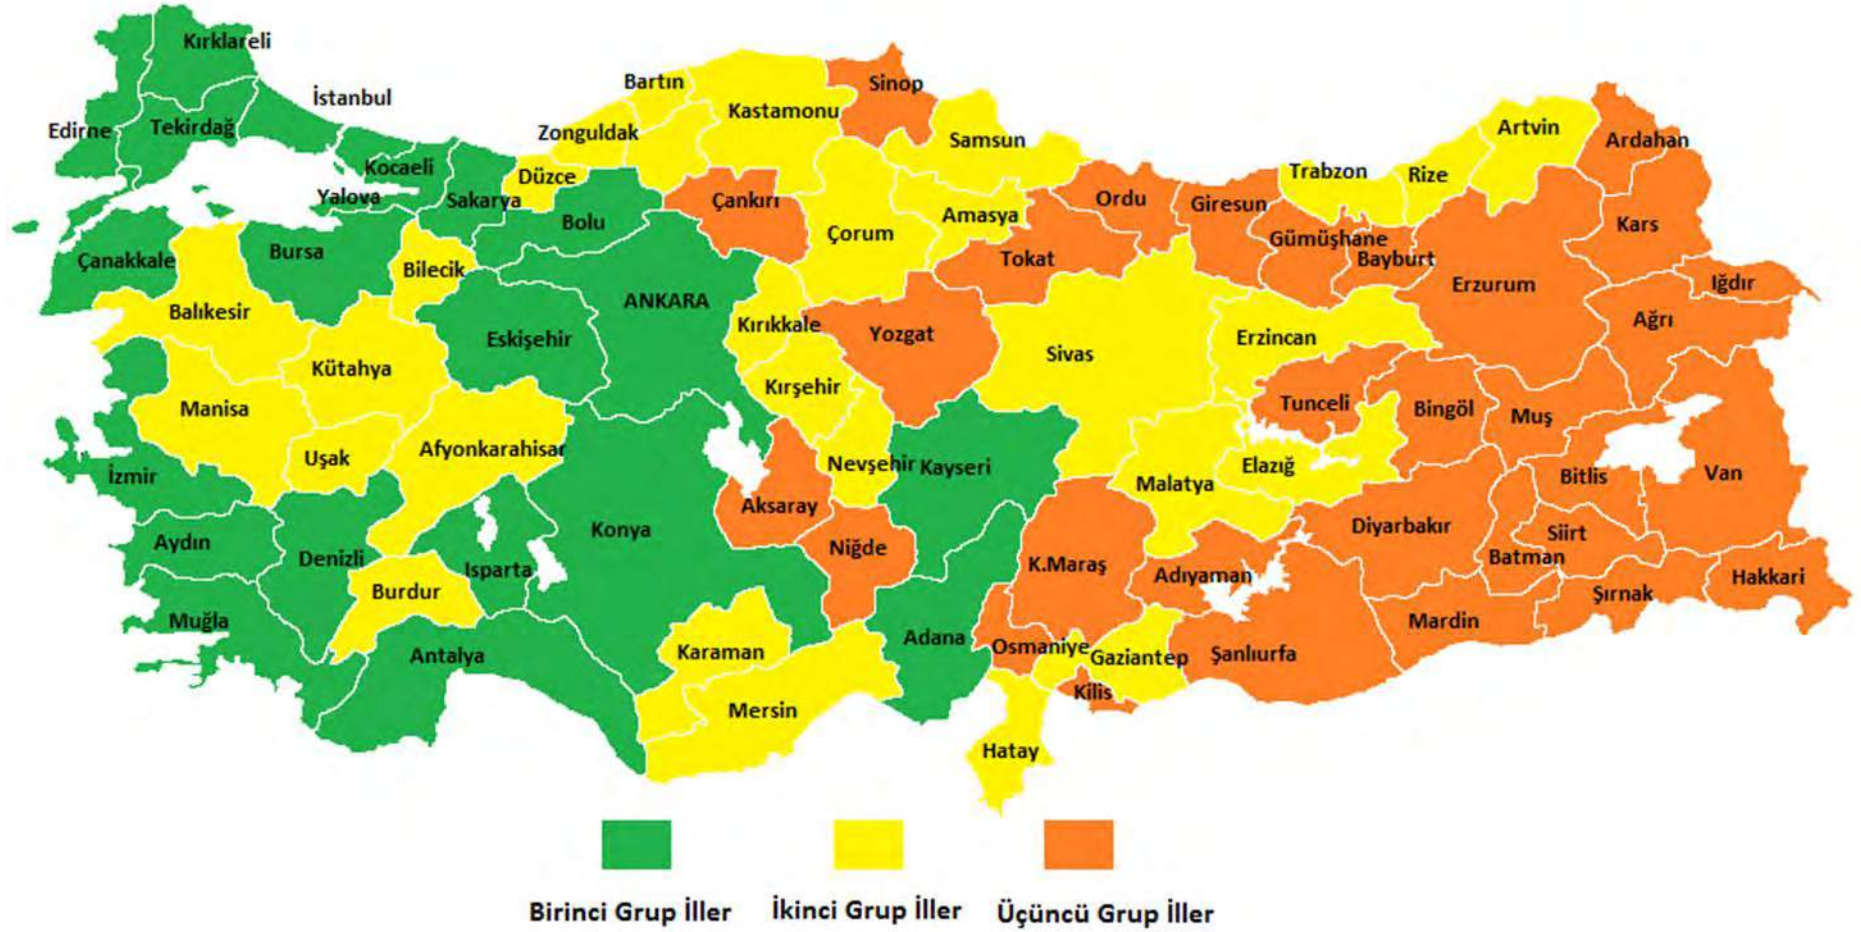 Kırklareli
İstanbul
Edirne
Tekirdağ
Kocaeli
Yalova
Sakarya
Düzce
Bolu
Zonguldak
Bartın
Kastamonu
Sinop
Samsun
Çankırı
Çorum
Amasya
Tokat
Ordu
Giresun
Trabzon
Rize
Artvin
Ardahan
Gümüşhane
Bayburt
Kars
Iğdır
Erzurum
Ağrı
Çanakkale
Bursa
Bilecik
Balıkesir
Eskişehir
ANKARA
Kırıkkale
Yozgat
Sivas
Erzincan
Kütahya
Kırşehir
Manisa
Uşak
Afyonkarahisar
Nevşehir
Kayseri
Malatya
Elazığ
Tunceli
Bingöl
Muş
Bitlis
Van
İzmir
Aydın
Denizli
Isparta
Konya
Aksaray
Niğde
K.Maraş
Adıyaman
Diyarbakır
Batman
Siirt
Şırnak
Hakkari
Muğla
Burdur
Antalya
Karaman
Mersin
Adana
Osmaniye
Gaziantep
Kilis
Şanlıurfa
Mardin
Hatay
Birinci Grup İller
İkinci Grup İller
Üçüncü Grup İller